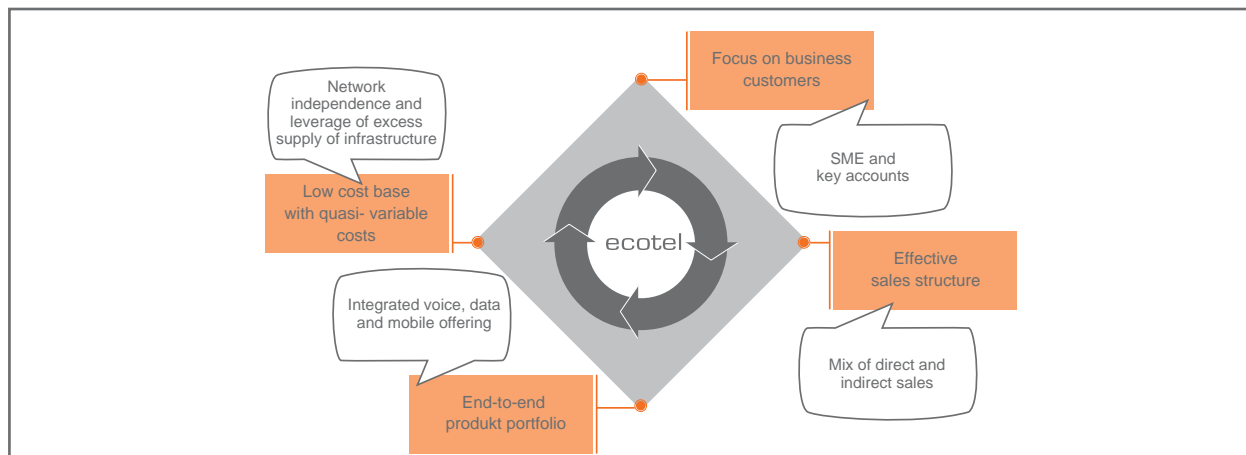 Focus on business
customers
Network
independence and
leverage of excess
supply of infrastructure
SME and
key accounts
Low cost base
with quasi- variable
costs
ecotel
Effective
sales structure
Integrated voice, data
and mobile offering
Mix of direct and
indirect sales
End-to-end
produkt portfolio